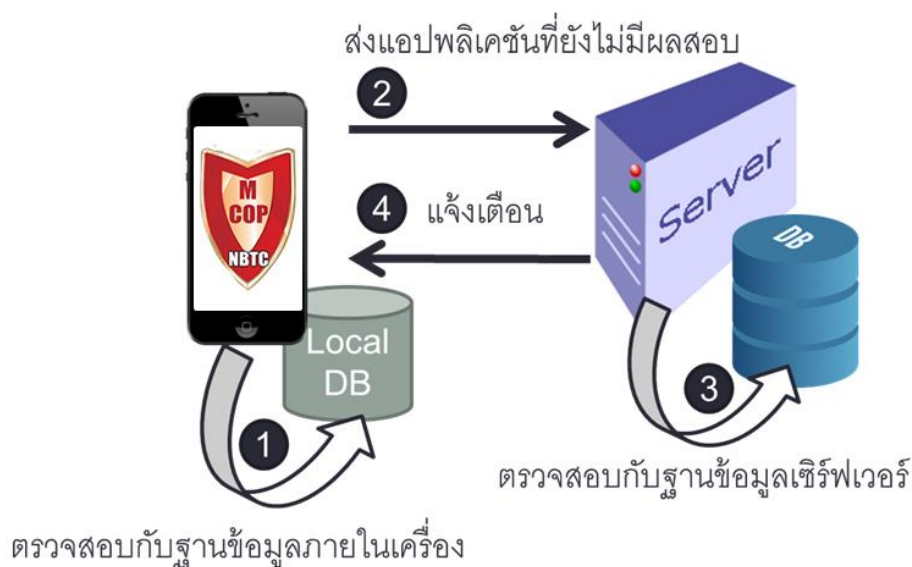 ส่งแอปพลิเคชันที่ยังไม่มีผลสอบ
2
M
COP
NBTC
4 แจ้งเตือน
Server
DB
Local
DB
1
3
ตรวจสอบกับฐานข้อมูลเซิร์ฟเวอร์
ตรวจสอบกับฐานข้อมูลภายในเครื่อง